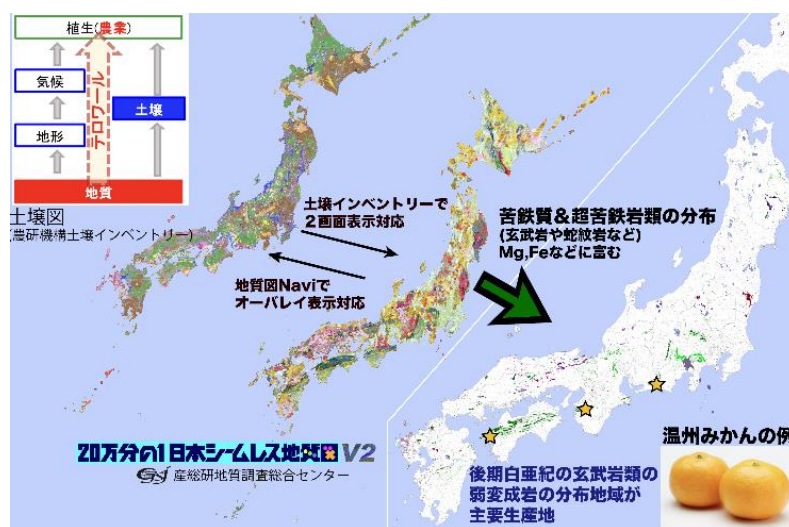 植生(農業)
気候
テロワール
土壌
地形
地質
土壌図
(農研機構土壌インベントリー)
土壌インベントリーで
2画面表示対応
地質図Naviで
オーバレイ表示対応
苦鉄質&超苦鉄岩類の分布
(玄武岩や蛇紋岩など)
Mg,Feなどに富む
20万分の1日本シームレス地質図V2
産総研地質調査総合センター
温州みかんの例
後期白亜紀の玄武岩類の
弱変成岩の分布地域が
主要生産地